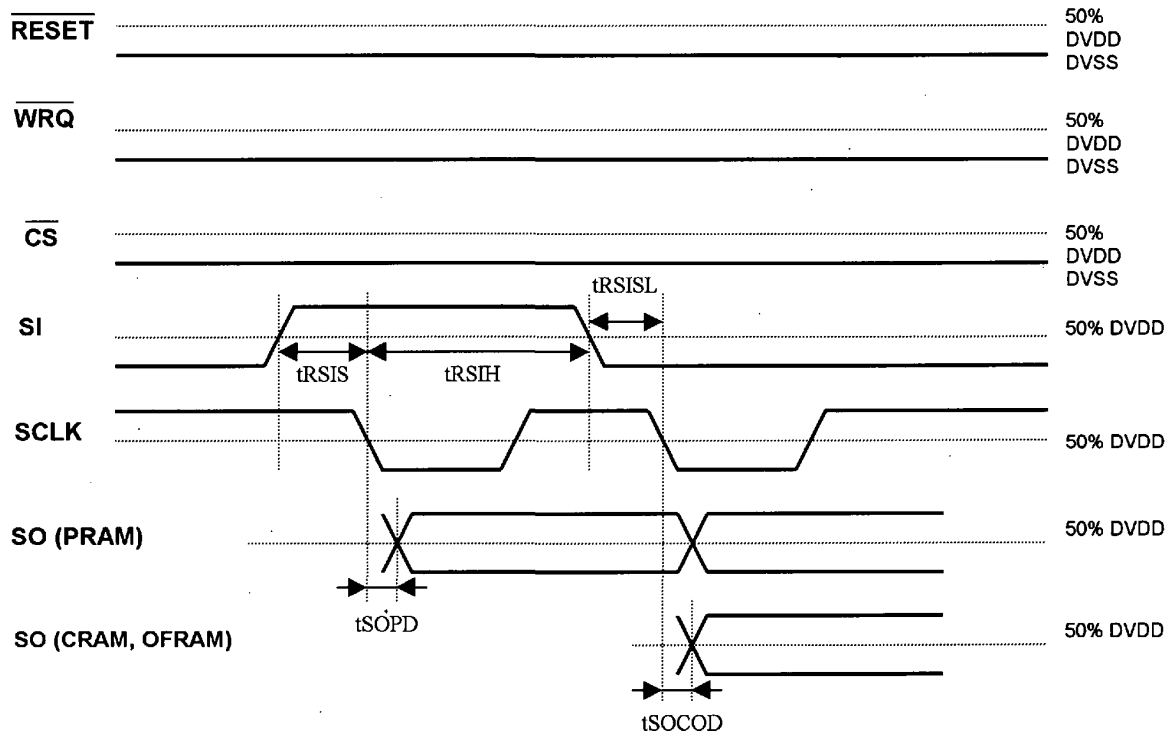 RESET
50%
DVDD
DVSS
WRQ
50%
DVDD
DVSS
CS
50%
DVDD
DVSS
tRSISL
SI
50% DVDD
tRSIS
tRSIH
SCLK
50% DVDD
SO (PRAM)
50% DVDD
tSOPD
SO (CRAM, OFRAM)
50% DVDD
tSOCOD